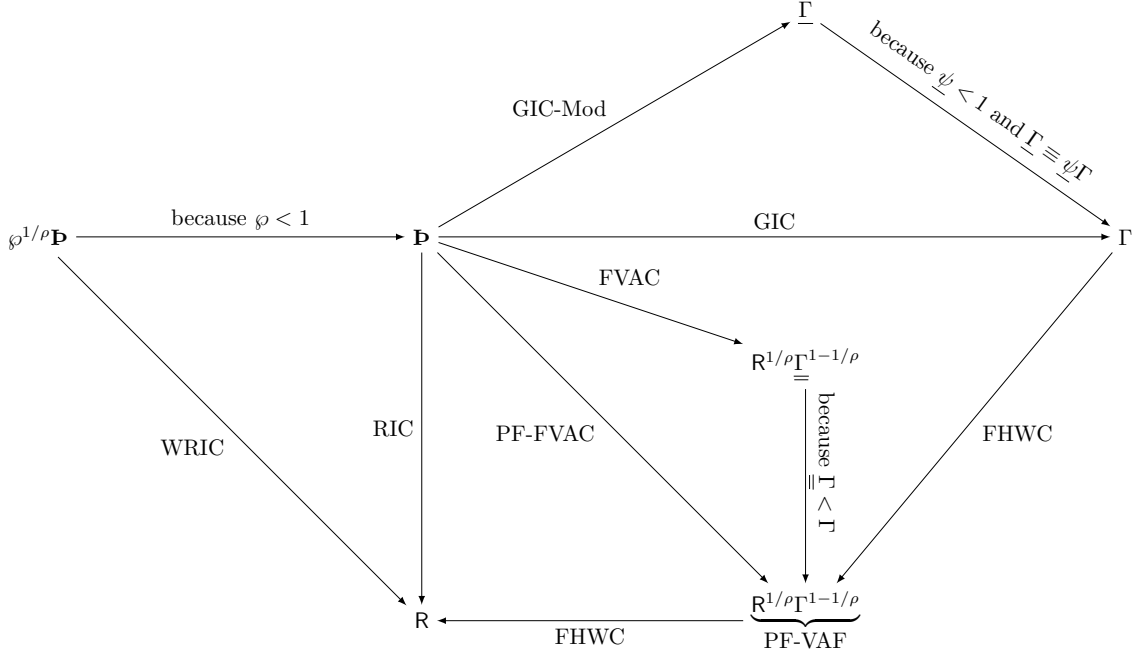 Γ̲
because ψ̲ < 1 and Γ̲ ≡ ψ̲Γ
GIC-Mod
because ℘ < 1
GIC
℘^{1/ρ}Þ
Þ
Γ
FVAC
R^{1/ρ}Γ̳^{1−1/ρ}
because Γ̳ < Γ
WRIC
RIC
PF-FVAC
FHWC
R
FHWC
R^{1/ρ}Γ^{1−1/ρ}
PF-VAF